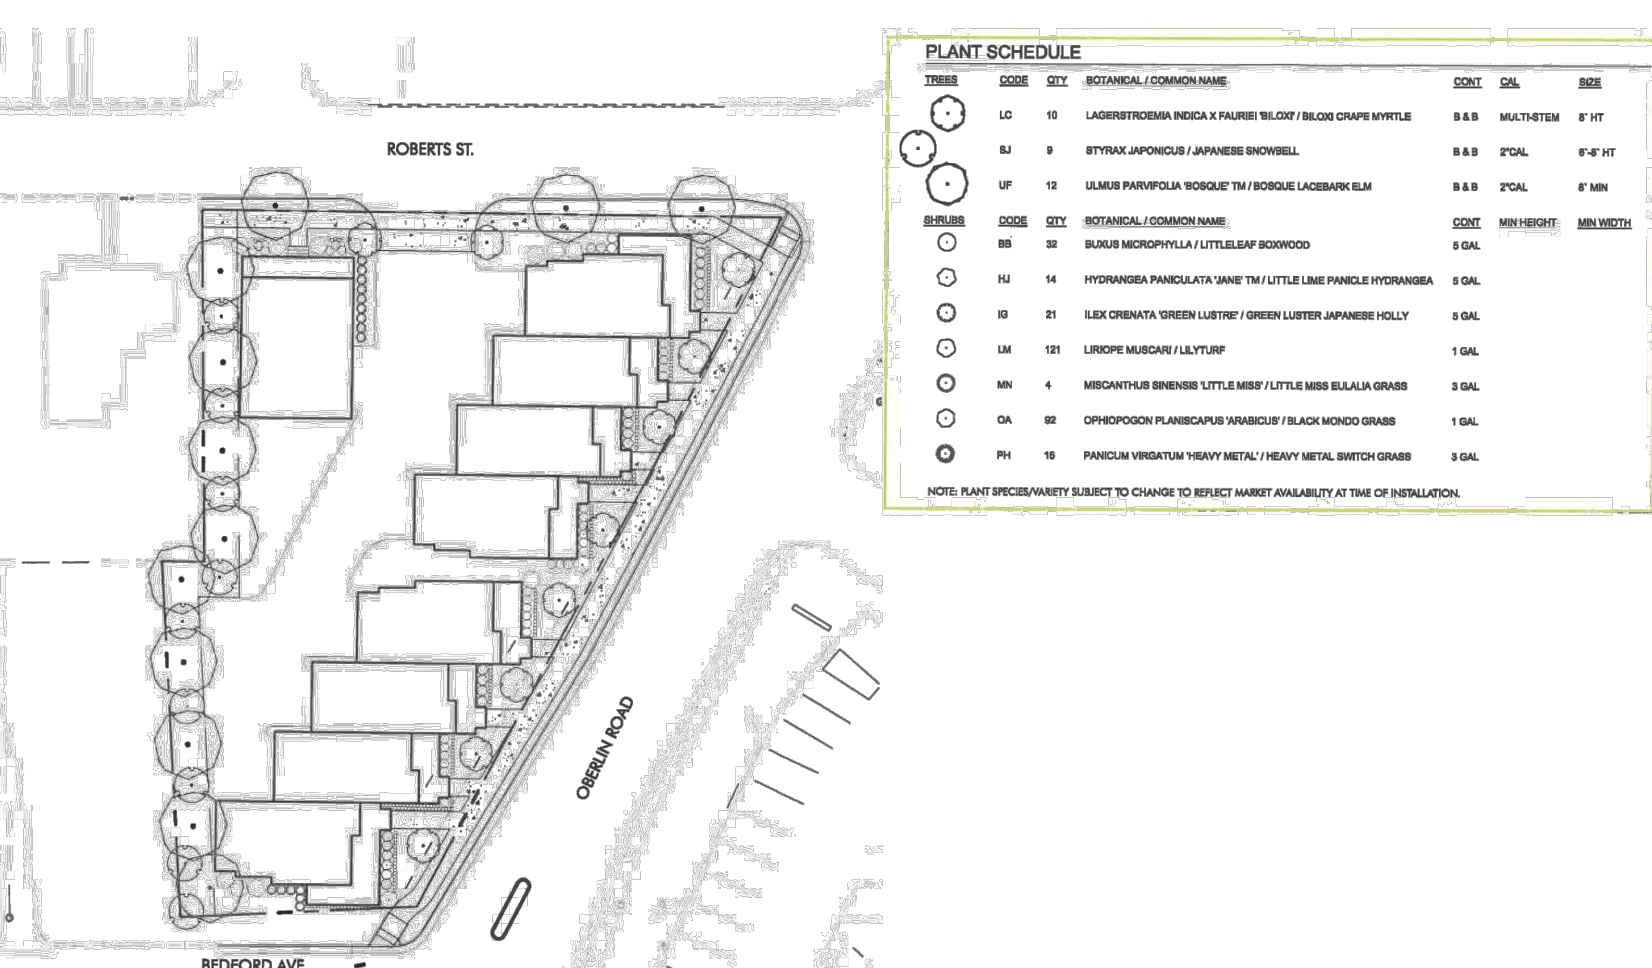 PLANT SCHEDULE
TREES CODE QTY BOTANICAL / COMMON NAME CONT CAL SIZE
LC 10 LAGERSTROEMIA INDICA X FAURIEI 'BILOXI' / BILOXI CRAPE MYRTLE B & B MULTI-STEM 8` HT
SJ 9 STYRAX JAPONICUS / JAPANESE SNOWBELL B & B 2"CAL 6`-8` HT
UF 12 ULMUS PARVIFOLIA 'BOSQUE' TM / BOSQUE LACEBARK ELM B & B 2"CAL 8` MIN
SHRUBS CODE QTY BOTANICAL / COMMON NAME CONT MIN HEIGHT MIN WIDTH
BB 32 BUXUS MICROPHYLLA / LITTLELEAF BOXWOOD 5 GAL
HJ 14 HYDRANGEA PANICULATA 'JANE' TM / LITTLE LIME PANICLE HYDRANGEA 5 GAL
IG 21 ILEX CRENATA 'GREEN LUSTRE' / GREEN LUSTER JAPANESE HOLLY 5 GAL
LM 121 LIRIOPE MUSCARI / LILYTURF 1 GAL
MN 4 MISCANTHUS SINENSIS 'LITTLE MISS' / LITTLE MISS EULALIA GRASS 3 GAL
OA 92 OPHIOPOGON PLANISCAPUS 'ARABICUS' / BLACK MONDO GRASS 1 GAL
PH 16 PANICUM VIRGATUM 'HEAVY METAL' / HEAVY METAL SWITCH GRASS 3 GAL
NOTE: PLANT SPECIES/VARIETY SUBJECT TO CHANGE TO REFLECT MARKET AVAILABILITY AT TIME OF INSTALLATION.
ROBERTS ST.
OBERLIN ROAD
BEDFORD AVE